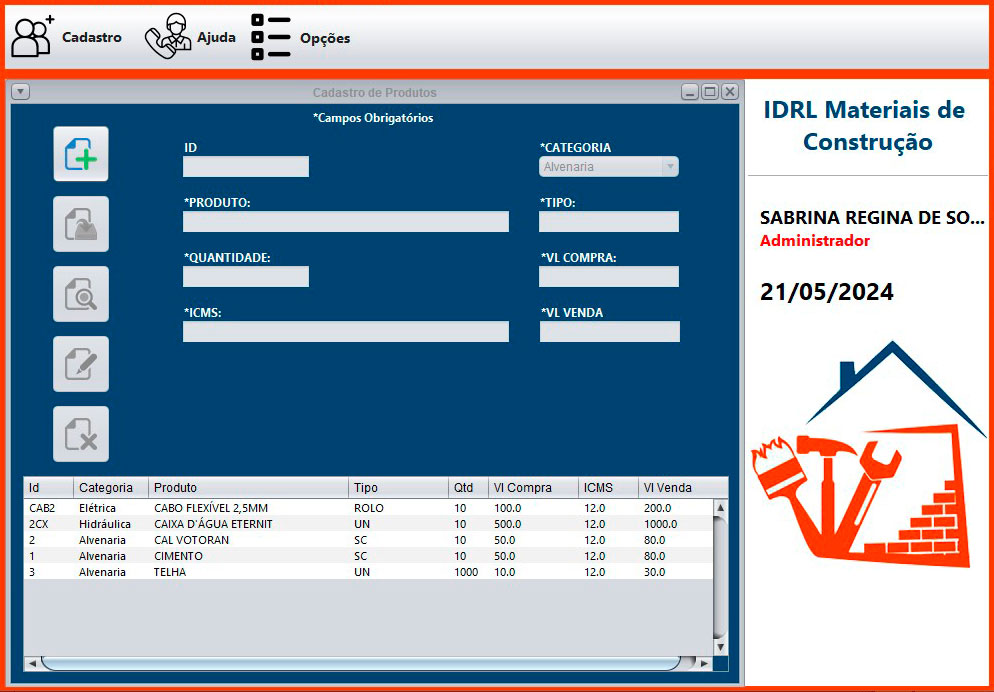 Cadastro
Ajuda
Opções
Cadastro de Produtos
*Campos Obrigatórios
ID
*CATEGORIA
Alvenaria
*PRODUTO:
*TIPO:
*QUANTIDADE:
*VL COMPRA:
*ICMS:
*VL VENDA
Id Categoria Produto Tipo Qtd Vl Compra ICMS Vl Venda
CAB2 Elétrica CABO FLEXÍVEL 2,5MM ROLO 10 100.0 12.0 200.0
2CX Hidráulica CAIXA D'ÁGUA ETERNIT UN 10 500.0 12.0 1000.0
2 Alvenaria CAL VOTORAN SC 10 50.0 12.0 80.0
1 Alvenaria CIMENTO SC 10 50.0 12.0 80.0
3 Alvenaria TELHA UN 1000 10.0 12.0 30.0
IDRL Materiais de
Construção
SABRINA REGINA DE SO...
Administrador
21/05/2024